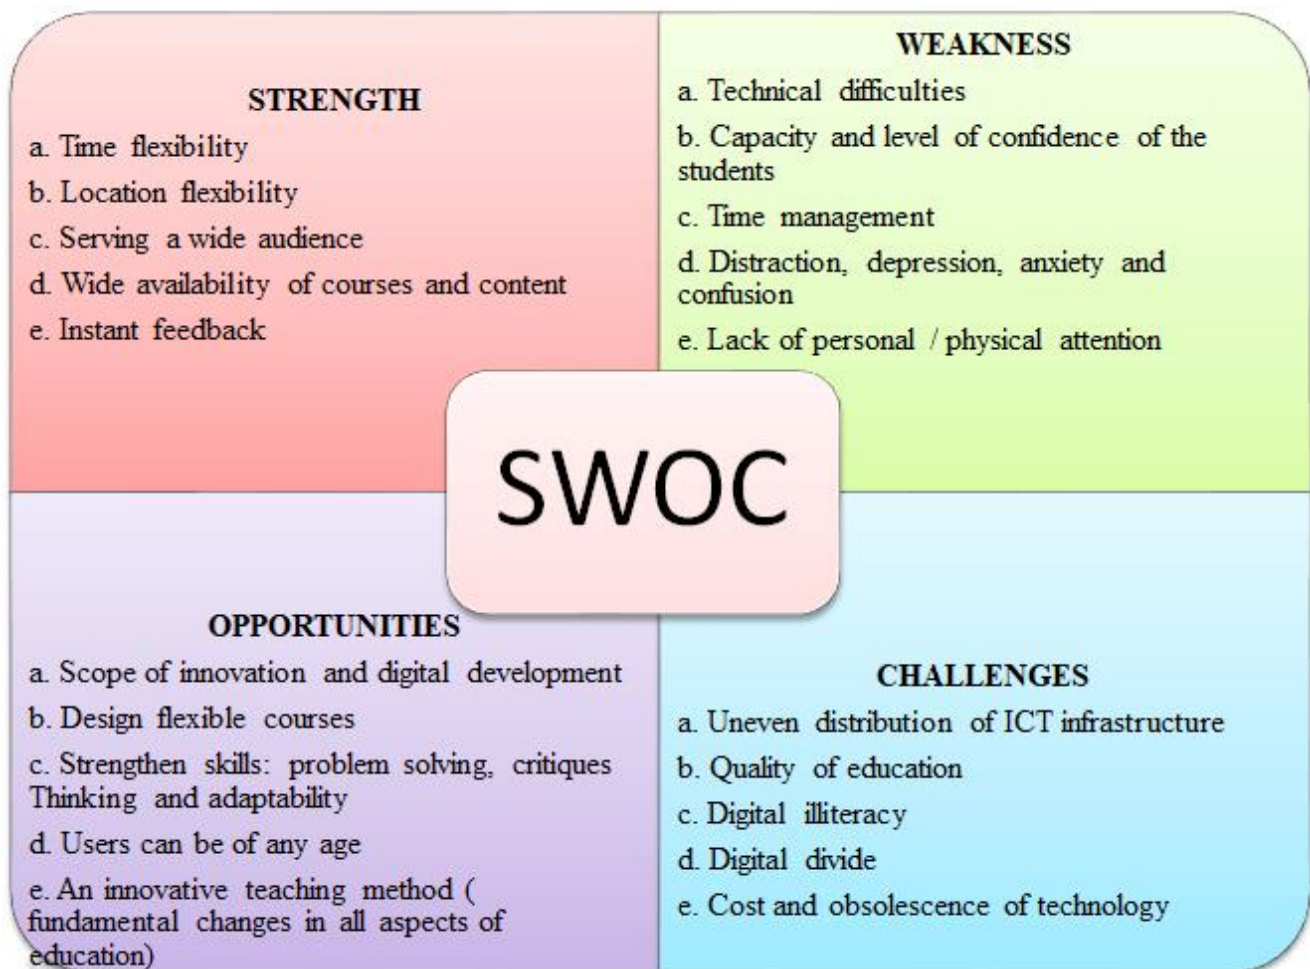 STRENGTH
a. Time flexibility
b. Location flexibility
c. Serving a wide audience
d. Wide availability of courses and content
e. Instant feedback
WEAKNESS
a. Technical difficulties
b. Capacity and level of confidence of the
students
c. Time management
d. Distraction, depression, anxiety and
confusion
e. Lack of personal / physical attention
SWOC
OPPORTUNITIES
a. Scope of innovation and digital development
b. Design flexible courses
c. Strengthen skills: problem solving, critiques
Thinking and adaptability
d. Users can be of any age
e. An innovative teaching method (
fundamental changes in all aspects of
education)
CHALLENGES
a. Uneven distribution of ICT infrastructure
b. Quality of education
c. Digital illiteracy
d. Digital divide
e. Cost and obsolescence of technology